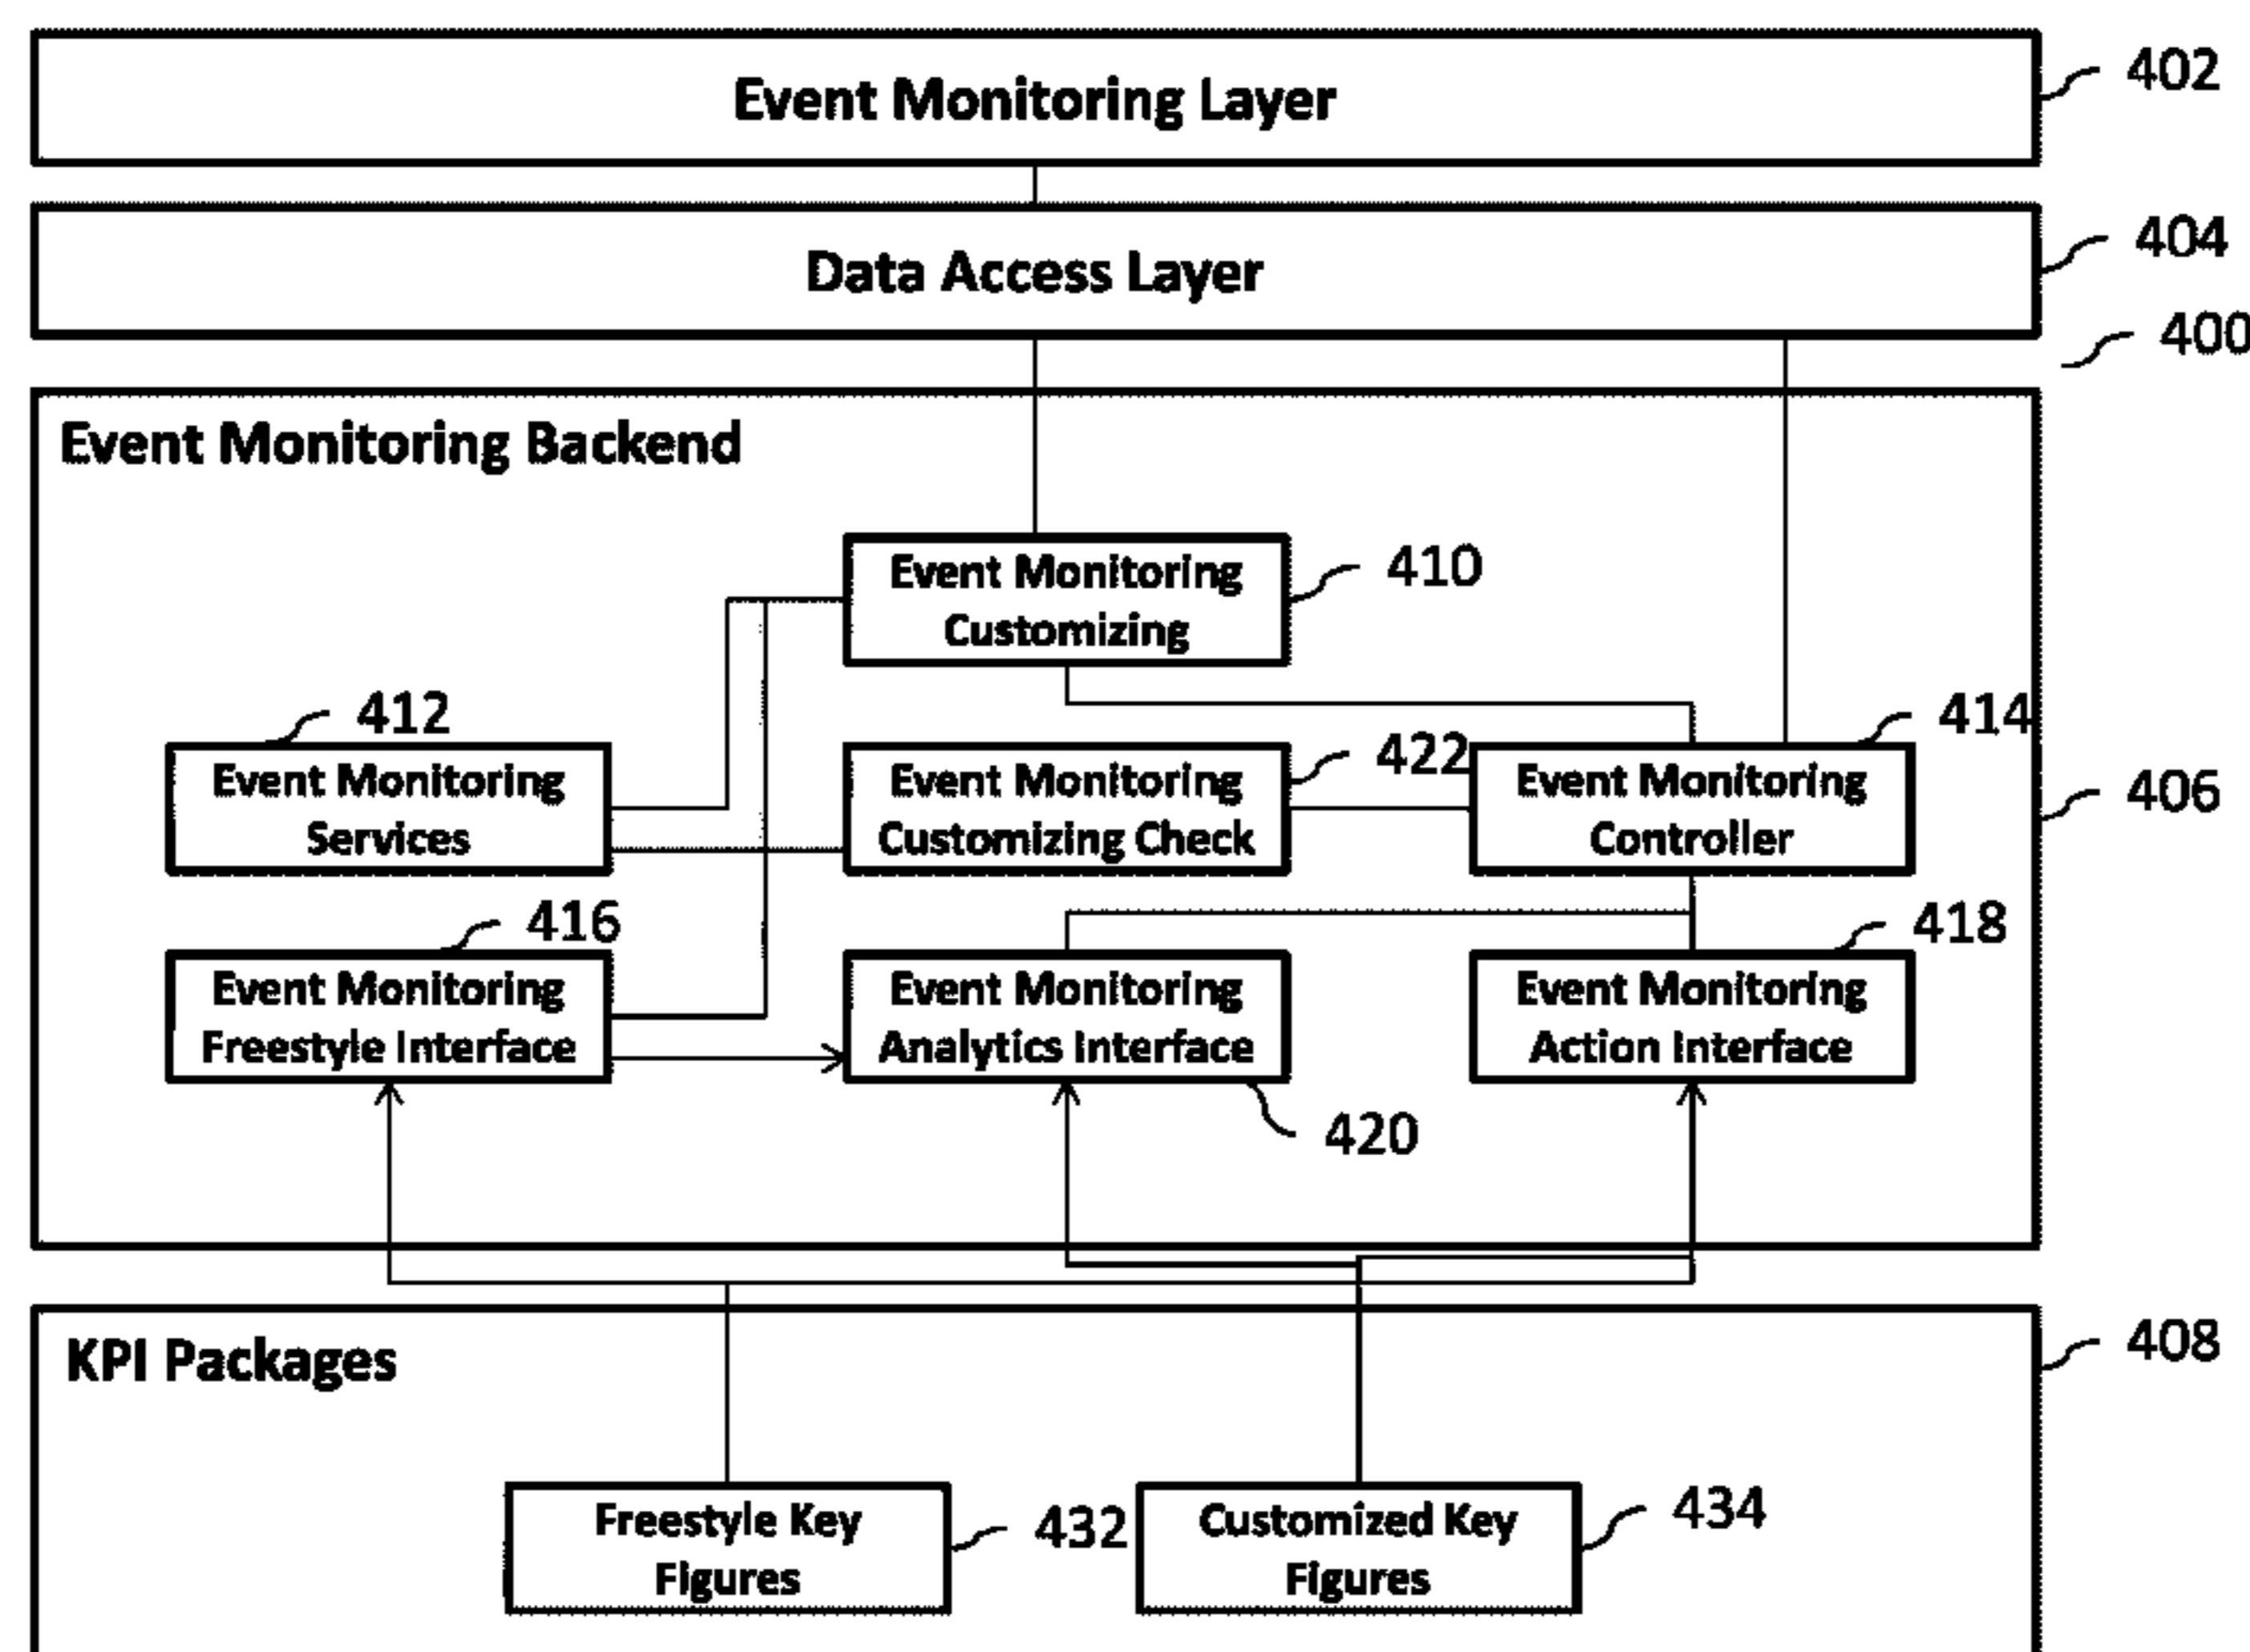 Event Monitoring Layer
402
Data Access Layer
404
400
Event Monitoring Backend
Event Monitoring
Customizing
410
412
414
422
Event Monitoring
Services
Event Monitoring
Customizing Check
Event Monitoring
Controller
406
416
418
Event Monitoring
Freestyle Interface
Event Monitoring
Analytics Interface
Event Monitoring
Action Interface
420
KPI Packages
408
Freestyle Key
Figures
432
Customized Key
Figures
434